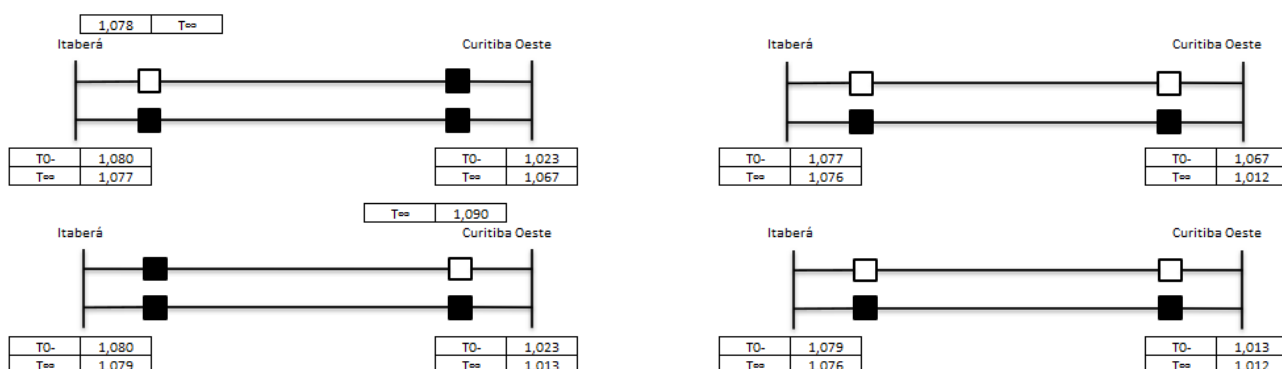 1,078 T∞
Itaberá Curitiba Oeste
T0- 1,080 T0- 1,023
T∞ 1,077 T∞ 1,067
Itaberá Curitiba Oeste
T0- 1,077 T0- 1,067
T∞ 1,076 T∞ 1,012
T∞ 1,090
Itaberá Curitiba Oeste
T0- 1,080 T0- 1,023
T∞ 1,079 T∞ 1,013
Itaberá Curitiba Oeste
T0- 1,079 T0- 1,013
T∞ 1,076 T∞ 1,012